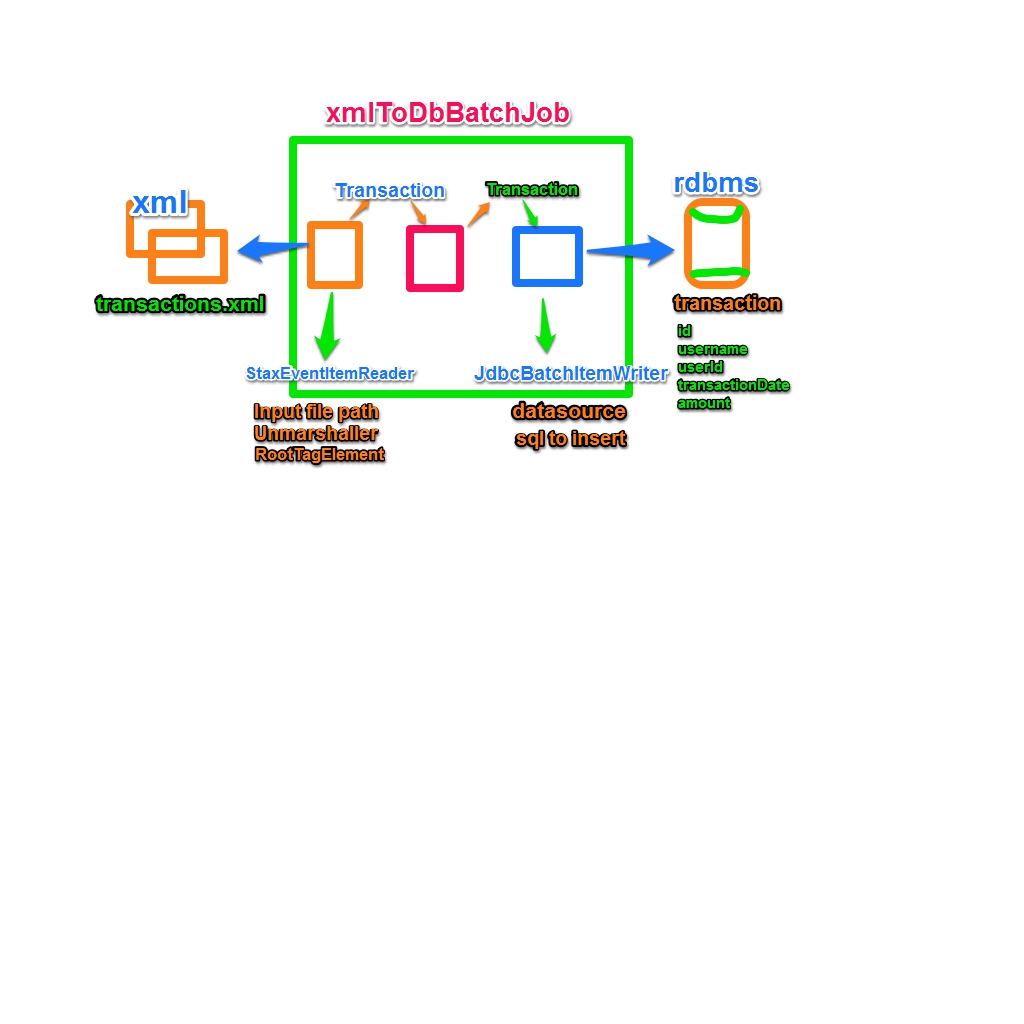 xmlToDbBatchJob
xml
transactions.xml
Transaction
Transaction
StaxEventItemReader
Input file path
Unmarshaller
RootTagElement
JdbcBatchItemWriter
datasource
sql to insert
rdbms
transaction
id
username
userId
transactionDate
amount